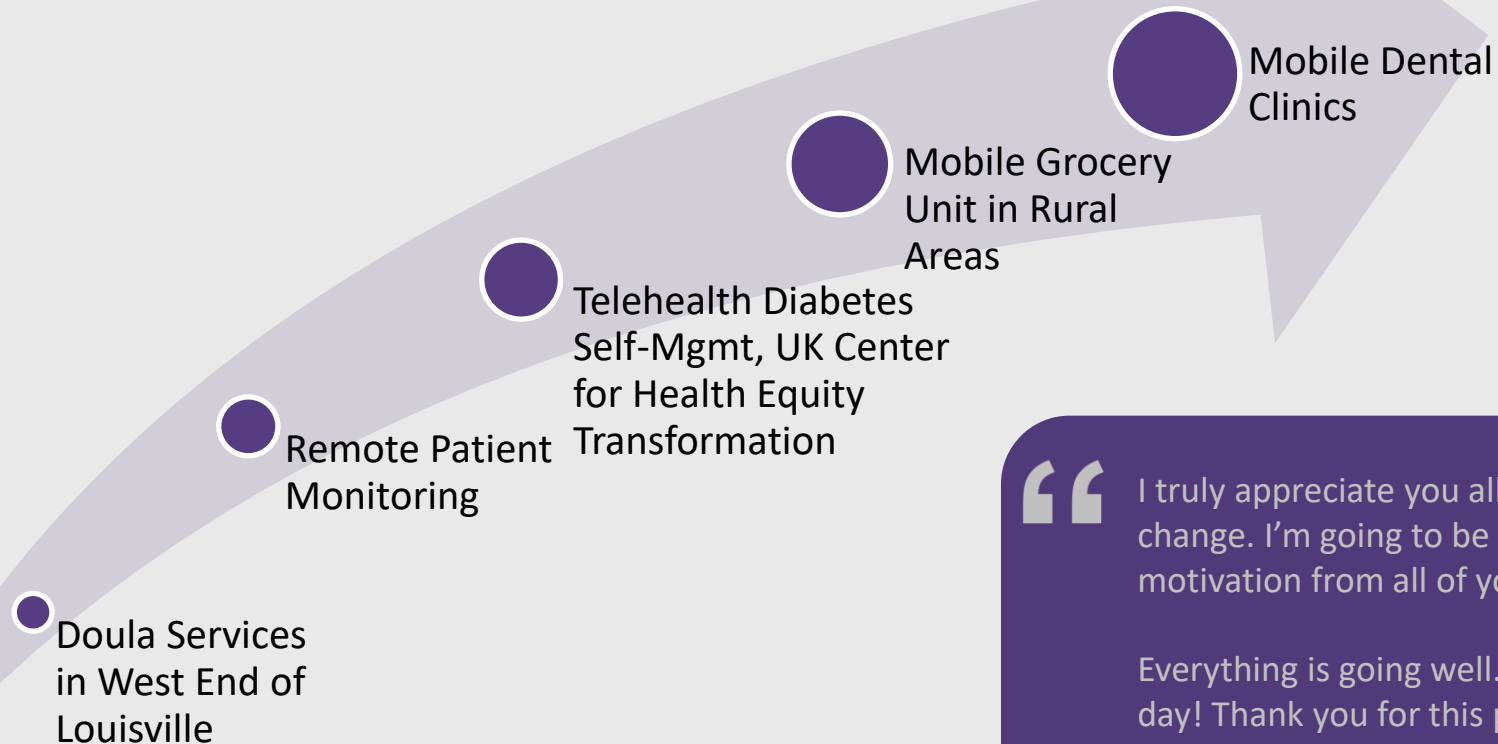 Mobile Dental
Clinics
Mobile Grocery
Unit in Rural
Areas
Telehealth Diabetes
Self-Mgmt, UK Center
for Health Equity
Transformation
Remote Patient
Monitoring
Doula Services
in West End of
Louisville
“
I truly appreciate you all
change. I’m going to be
motivation from all of
Everything is going well.
day! Thank you for this